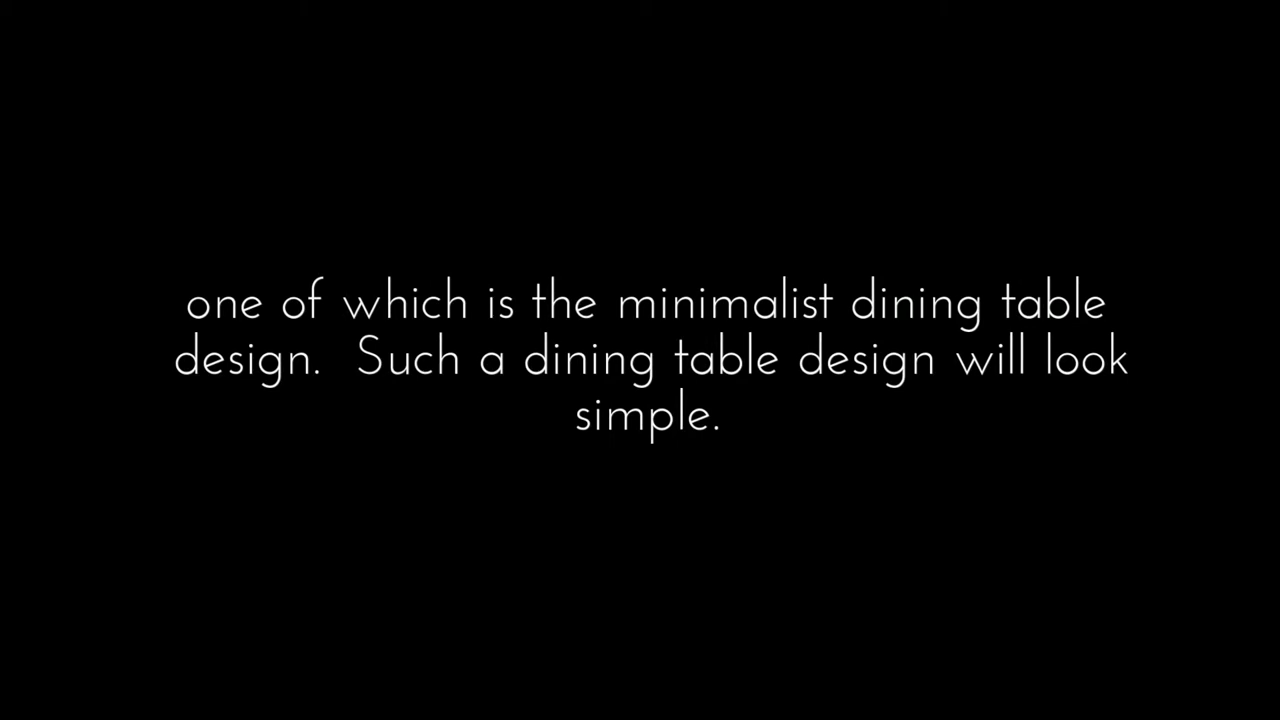 one of which is the minimalist dining table
design.  Such a dining table design will look
simple.